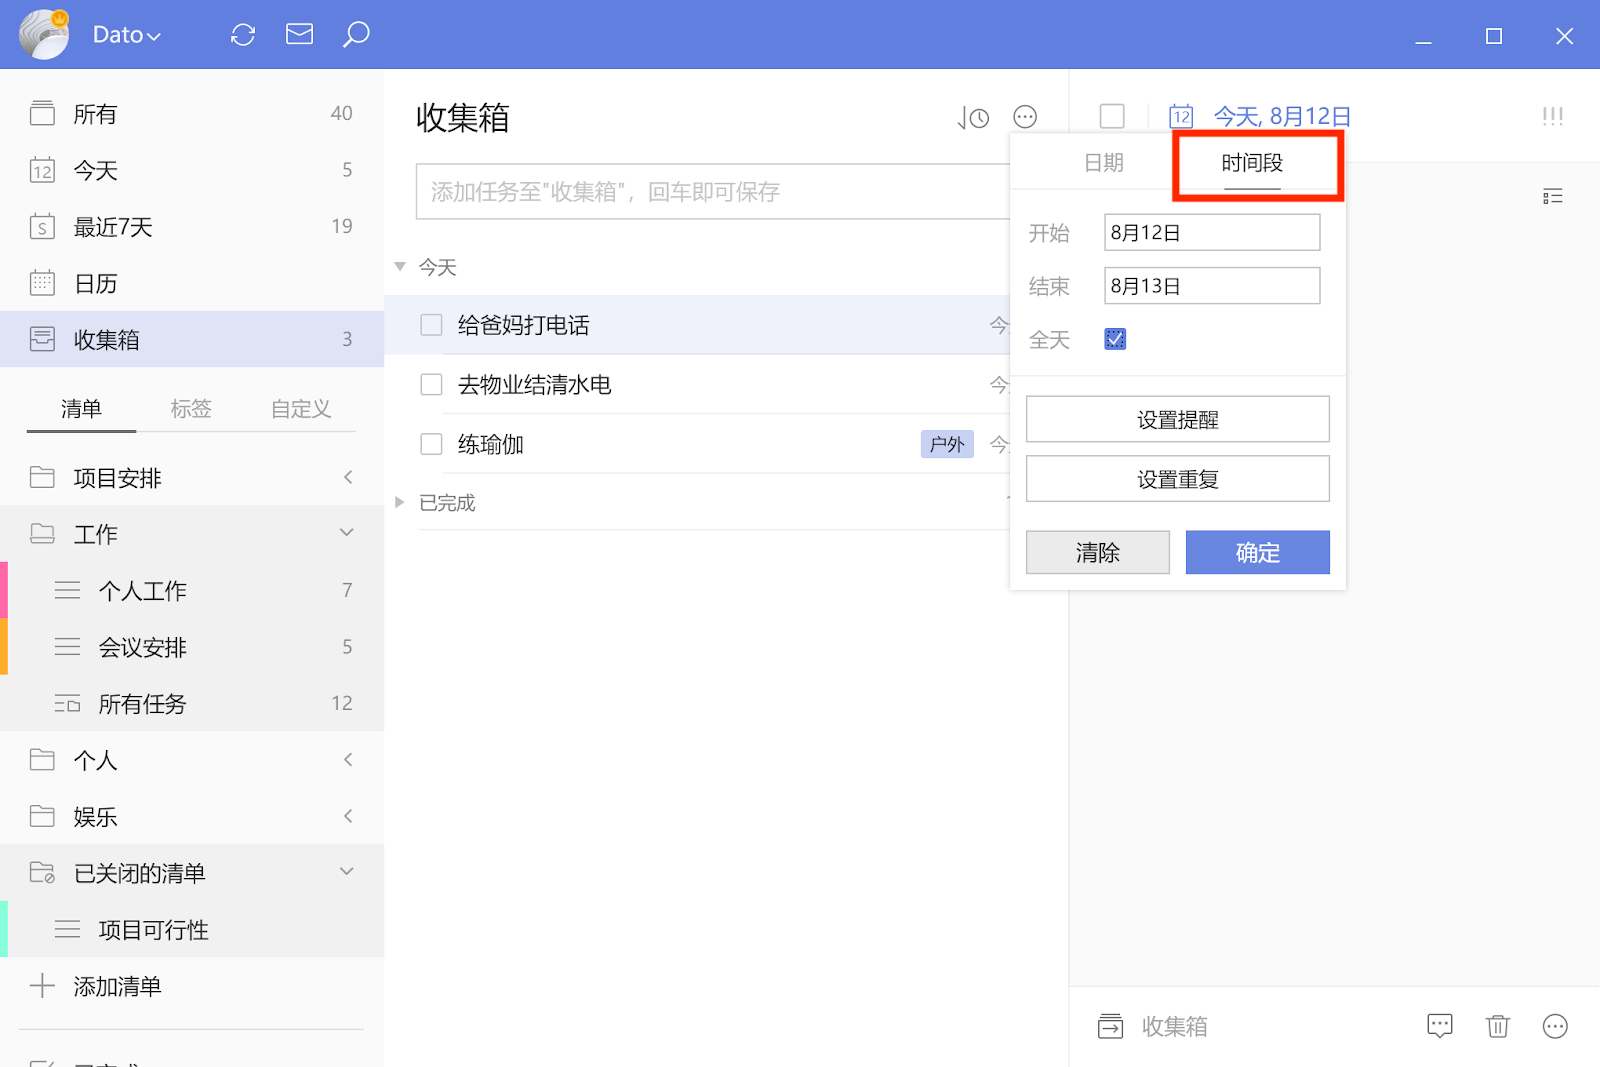 Dato
所有 40
12 今天 5
S 最近7天 19
日历
收集箱 3
清单 标签 自定义
项目安排
工作
个人工作 7
会议安排 5
所有任务 12
个人
娱乐
已关闭的清单
项目可行性
添加清单
收集箱
添加任务至"收集箱"，回车即可保存
今天
给爸妈打电话 今
去物业结清水电 今
练瑜伽 户外 今
已完成
12 今天, 8月12日 !!!
日期 时间段
开始 8月12日
结束 8月13日
全天
设置提醒
设置重复
清除 确定
收集箱